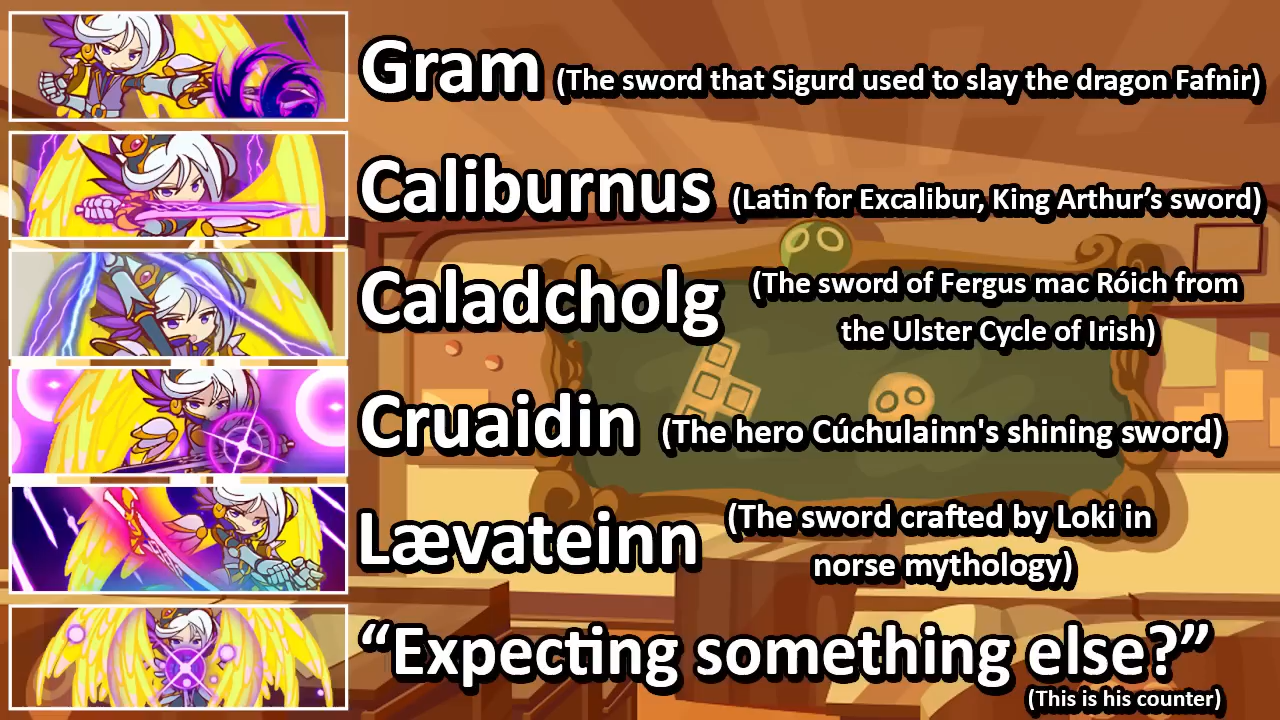 Gram (The sword that Sigurd used to slay the dragon Fafnir)
Caliburnus (Latin for Excalibur, King Arthur’s sword)
Caladcholg (The sword of Fergus mac Róich from
the Ulster Cycle of Irish)
Cruaidin (The hero Cúchulainn's shining sword)
Lævateinn (The sword crafted by Loki in
norse mythology)
“Expecting something else?”
(This is his counter)